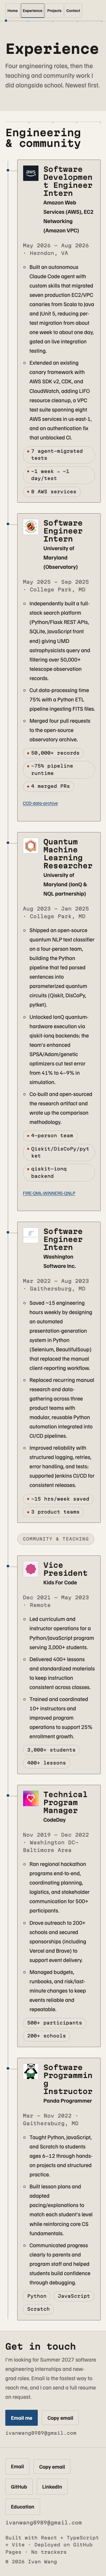 Home Experience Projects Contact
Experience
Four engineering roles, then the
teaching and community work I
did alongside school. Newest first.
Engineering
& community
aws
Software
Developmen
t Engineer
Intern
Amazon Web
Services (AWS), EC2
Networking
(Amazon VPC)
May 2026 — Aug 2026
· Herndon, VA
Built an autonomous
Claude Code agent with
custom skills that migrated
seven production EC2/VPC
canaries from Scala to Java
and JUnit 5, reducing per-
test migration time from
about one week to about one day,
gated on live integration
testing.
Extended an existing
canary framework with
AWS SDK v2, CDK, and
CloudWatch, adding LIFO
resource cleanup, a VPC
test suite spanning eight
AWS services in us-east-1,
and an authentication fix
that unblocked CI.
7 agent-migrated
tests
~1 week → ~1
day/test
8 AWS services
Software
Engineer
Intern
University of
Maryland
(Observatory)
May 2025 — Sep 2025
· College Park, MD
Independently built a full-
stack search platform
(Python/Flask REST APIs,
SQLite, JavaScript front
end) giving UMD
astrophysicists query and
filtering over 50,000+
telescope observation
records.
Cut data-processing time
75% with a Python ETL
pipeline ingesting FITS files.
Merged four pull requests
to the open-source
observatory archive.
50,000+ records
−75% pipeline
runtime
4 merged PRs
CCD data-archive
Quantum
Machine
Learning
Researcher
University of
Maryland (IonQ &
NQL partnership)
Aug 2023 — Jan 2025
· College Park, MD
Shipped an open-source
quantum NLP text classifier
on a four-person team,
building the Python
pipeline that fed parsed
sentences into
parameterized quantum
circuits (Qiskit, DisCoPy,
pytket).
Unlocked IonQ quantum-
hardware execution via
qiskit-ionq backends; the
team's enhanced
SPSA/Adam/genetic
optimizers cut test error
from 41% to 4–9% in
simulation.
Co-built and open-sourced
the research artifact and
wrote up the comparison
methodology.
4-person team
Qiskit/DisCoPy/pyt
ket
qiskit-ionq
backend
FIRE-QML-WINNERS-QNLP
Software
Engineer
Intern
Washington
Software Inc.
Mar 2022 — Aug 2023
· Gaithersburg, MD
Saved ~15 engineering
hours weekly by designing
an automated
presentation-generation
system in Python
(Selenium, BeautifulSoup)
that replaced the manual
client-reporting workflow.
Replaced recurring manual
research and data-
gathering across three
product teams with
modular, reusable Python
automation integrated into
CI/CD pipelines.
Improved reliability with
structured logging, retries,
error handling, and tests;
supported Jenkins CI/CD for
consistent releases.
~15 hrs/week saved
3 product teams
COMMUNITY & TEACHING
Vice
President
Kids For Code
Dec 2021 — May 2023
· Remote
Led curriculum and
instructor operations for a
Python/JavaScript program
serving 3,000+ students.
Delivered 400+ lessons
and standardized materials
to keep instruction
consistent across classes.
Trained and coordinated
10+ instructors and
improved program
operations to support 25%
enrollment growth.
3,000+ students
400+ lessons
Technical
Program
Manager
CodeDay
Nov 2019 — Dec 2022
· Washington DC–
Baltimore Area
Ran regional hackathon
programs end-to-end,
coordinating planning,
logistics, and stakeholder
communication for 500+
participants.
Drove outreach to 200+
schools and secured
sponsorships (including
Vercel and Brave) to
support event delivery.
Managed budgets,
runbooks, and risk/last-
minute changes to keep
events reliable and
repeatable.
500+ participants
200+ schools
Software
Programmin
g
Instructor
Panda Programmer
Mar — Nov 2022 ·
Gaithersburg, MD
Taught Python, JavaScript,
and Scratch to students
ages 6–12 through hands-
on projects and structured
practice.
Built lesson plans and
adapted
pacing/explanations to
match each student's level
while reinforcing core CS
fundamentals.
Communicated progress
clearly to parents and
program staff and helped
students build confidence
through debugging.
Python JavaScript
Scratch
Get in touch
I'm looking for Summer 2027 software
engineering internships and new-
grad roles. Email is the fastest way to
reach me, and I can send a full resume
on request.
Email me Copy email
ivanwang8989@gmail.com
Email Copy email
GitHub LinkedIn
Education
ivanwang8989@gmail.com
Built with React + TypeScript
+ Vite · Deployed on GitHub
Pages · No trackers
© 2026 Ivan Wang